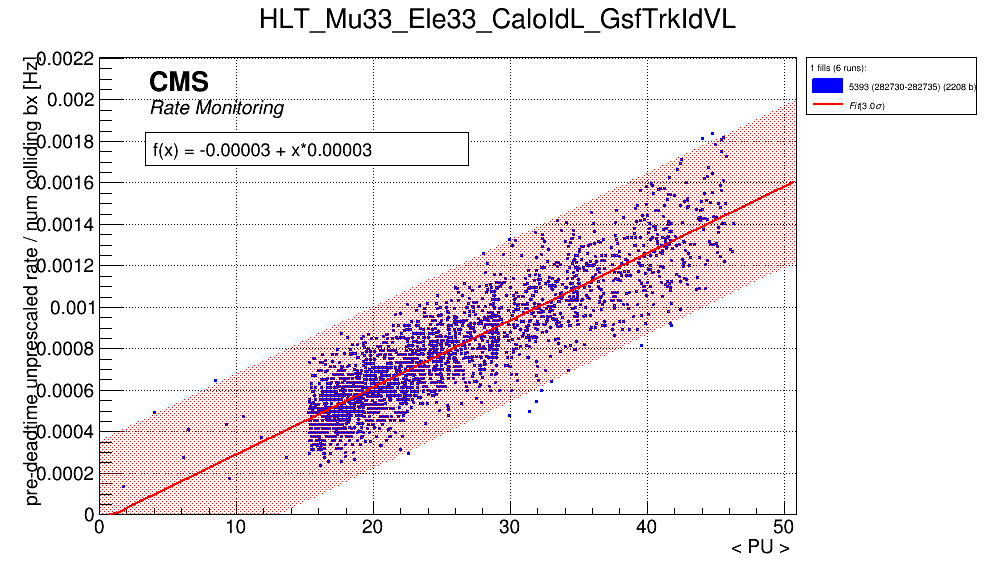 HLT_Mu33_Ele33_CaloIdL_GsfTrkIdVL
pre-deadtime unprescaled rate / num colliding bx [Hz]
0.0022
0.002
0.0018
0.0016
0.0014
0.0012
0.001
0.0008
0.0006
0.0004
0.0002
0
CMS
Rate Monitoring
f(x) = -0.00003 + x*0.00003
0 10 20 30 40 50
< PU >
1 fills (6 runs):
5393 (282730-282735) (2208 b)
Fit(3.0σ)